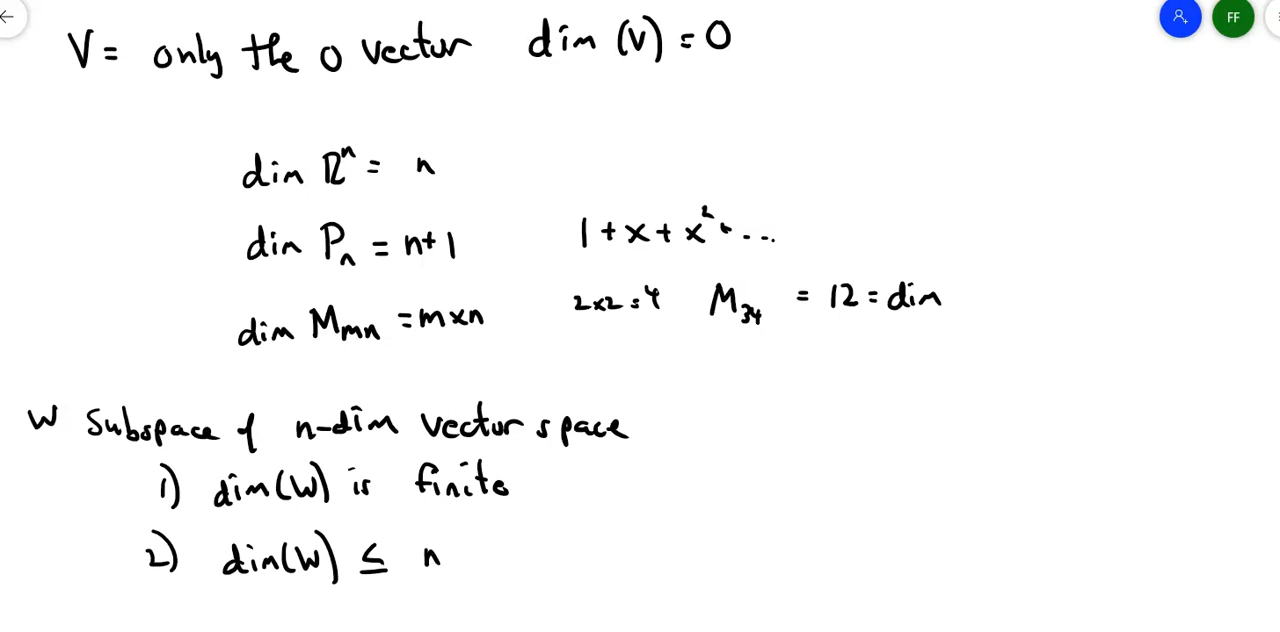 FF
V = only the 0 vector dim (V) = 0
dim ℝⁿ = n
dim Pₙ = n+1 1 + x + x² + ...
dim Mₘₙ = m×n 2×2=4 M₃₄ = 12 = dim
W Subspace of n-dim vector space
1) dim(W) is finite
2) dim(W) ≤ n